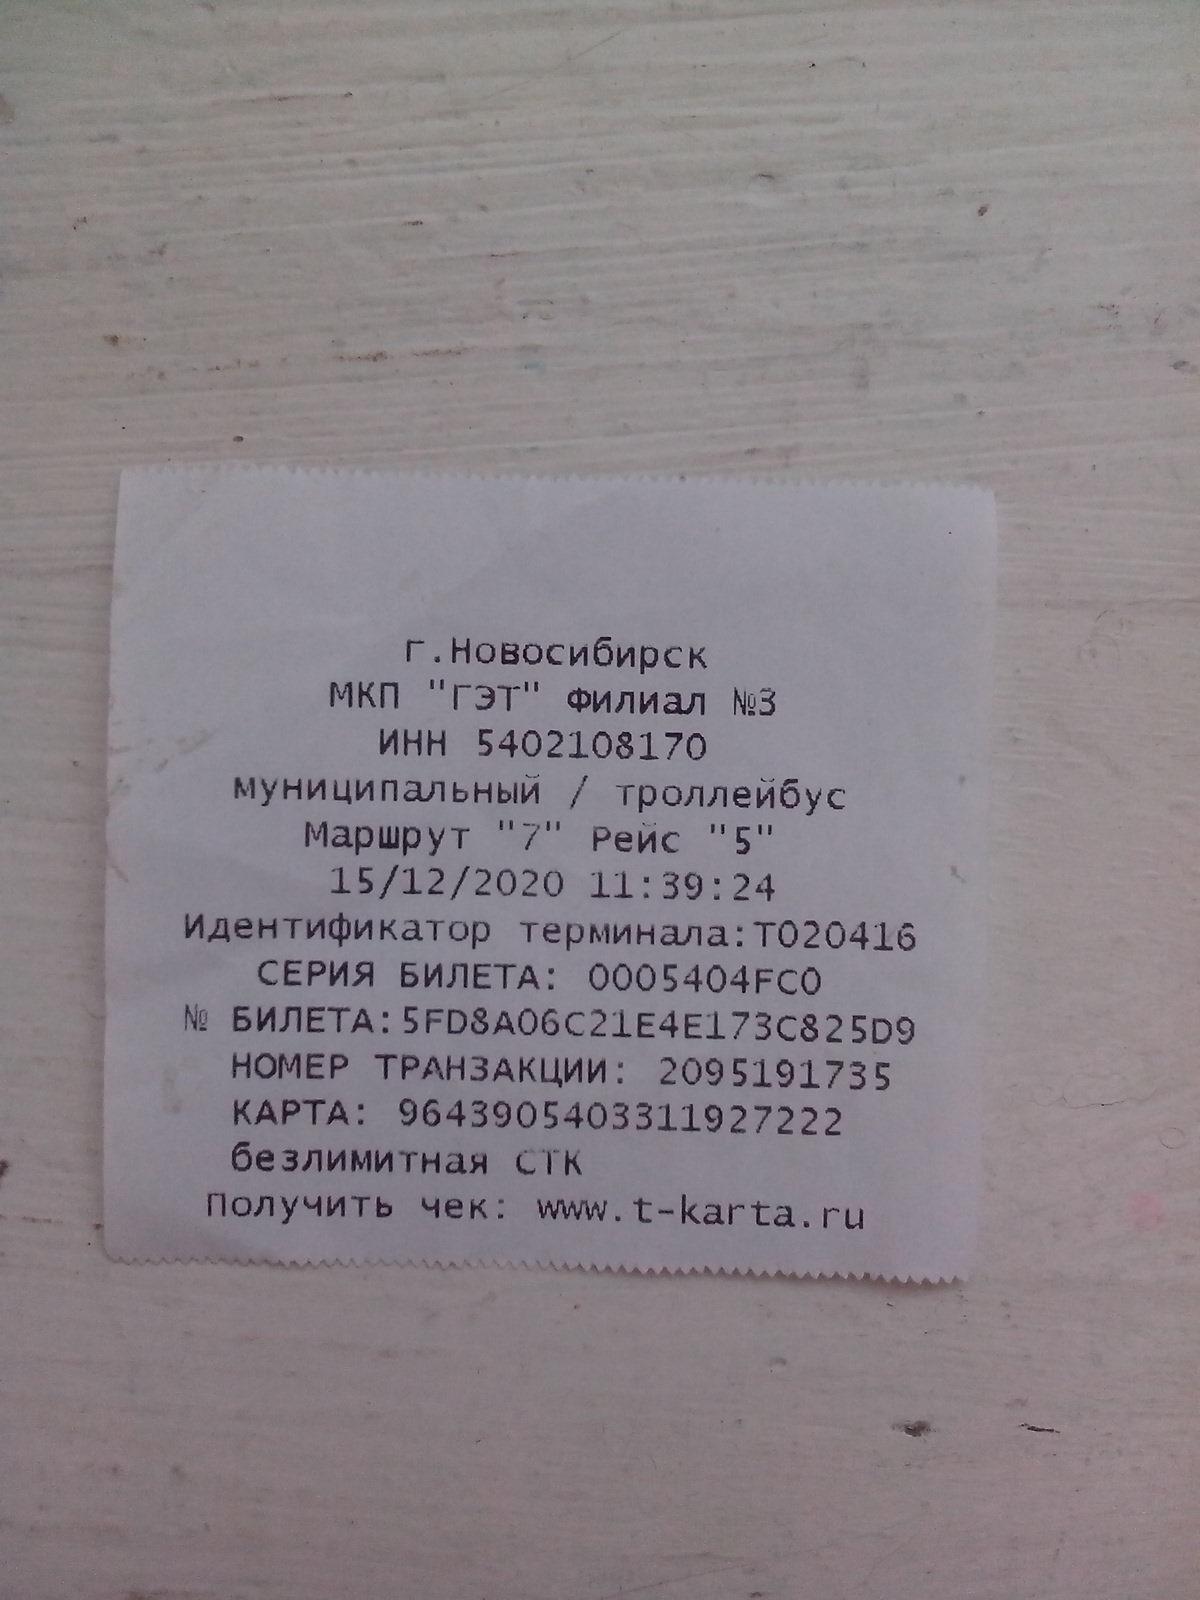 г.Новосибирск
МКП "ГЭТ" Филиал №3
ИНН 5402108170
муниципальный / троллейбус
Маршрут "7" Рейс "5"
15/12/2020 11:39:24
Идентификатор терминала:Т020416
СЕРИЯ БИЛЕТА: 0005404FC0
№ БИЛЕТА:5FD8A06C21E4E173C825D9
НОМЕР ТРАНЗАКЦИИ: 2095191735
КАРТА: 9643905403311927222
безлимитная СТК
Получить чек: www.t-karta.ru